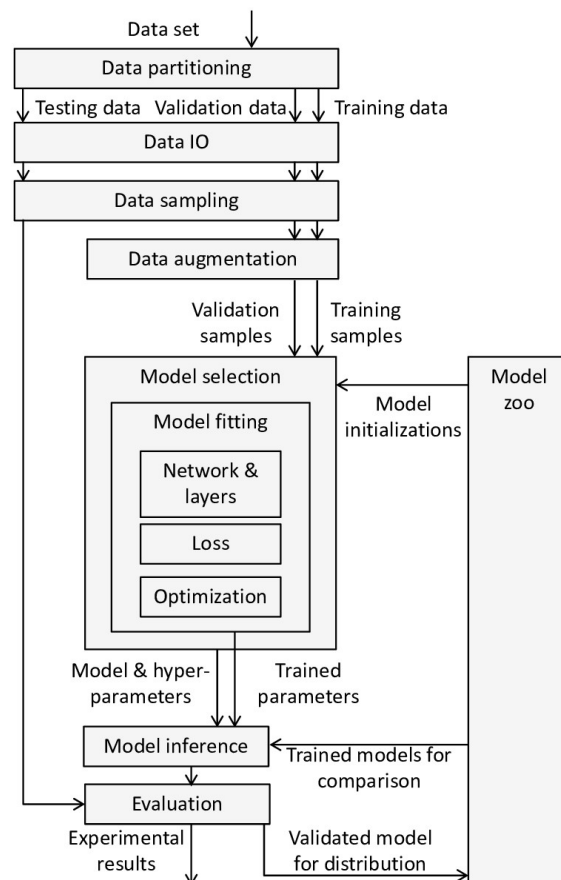 Data set
Data partitioning
Testing data
Validation data
Training data
Data IO
Data sampling
Data augmentation
Validation
samples
Training
samples
Model selection
Model
zoo
Model
initializations
Model fitting
Network &
layers
Loss
Optimization
Model & hyper-
parameters
Trained
parameters
Model inference
Trained models for
comparison
Evaluation
Experimental
results
Validated model
for distribution